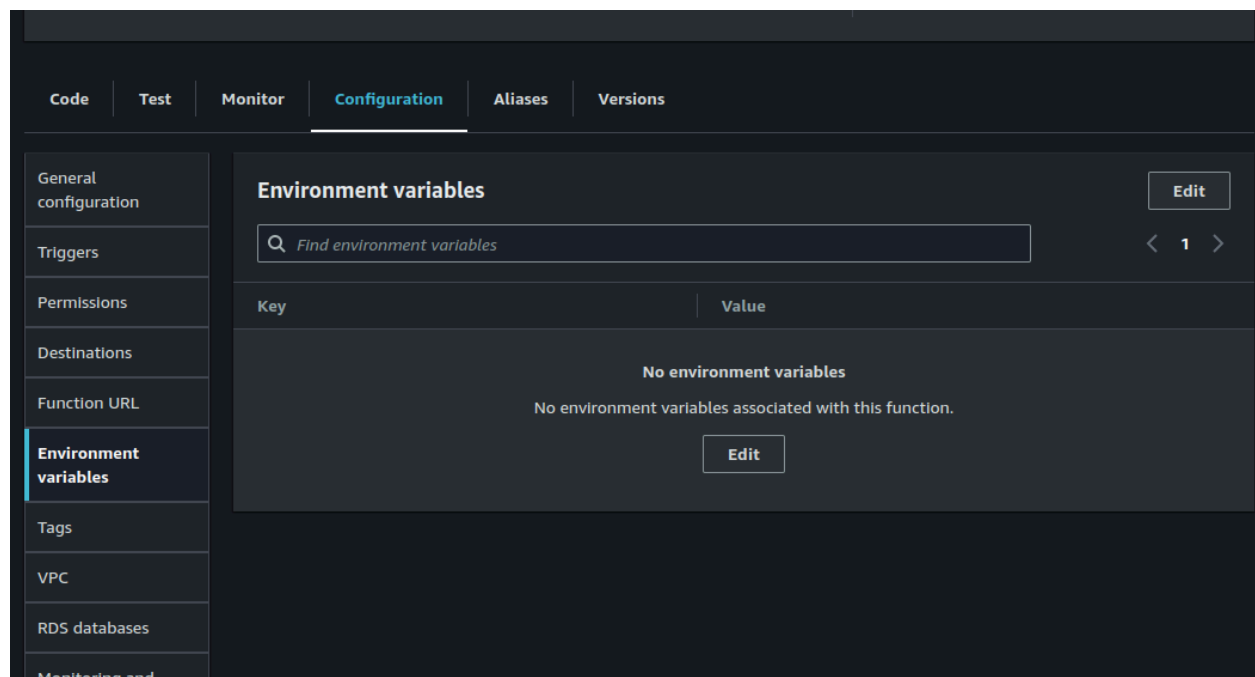 Code Test Monitor Configuration Aliases Versions
General
configuration
Triggers
Permissions
Destinations
Function URL
Environment
variables
Tags
VPC
RDS databases
Monitoring and
Environment variables
Edit
Find environment variables
1
Key Value
No environment variables
No environment variables associated with this function.
Edit